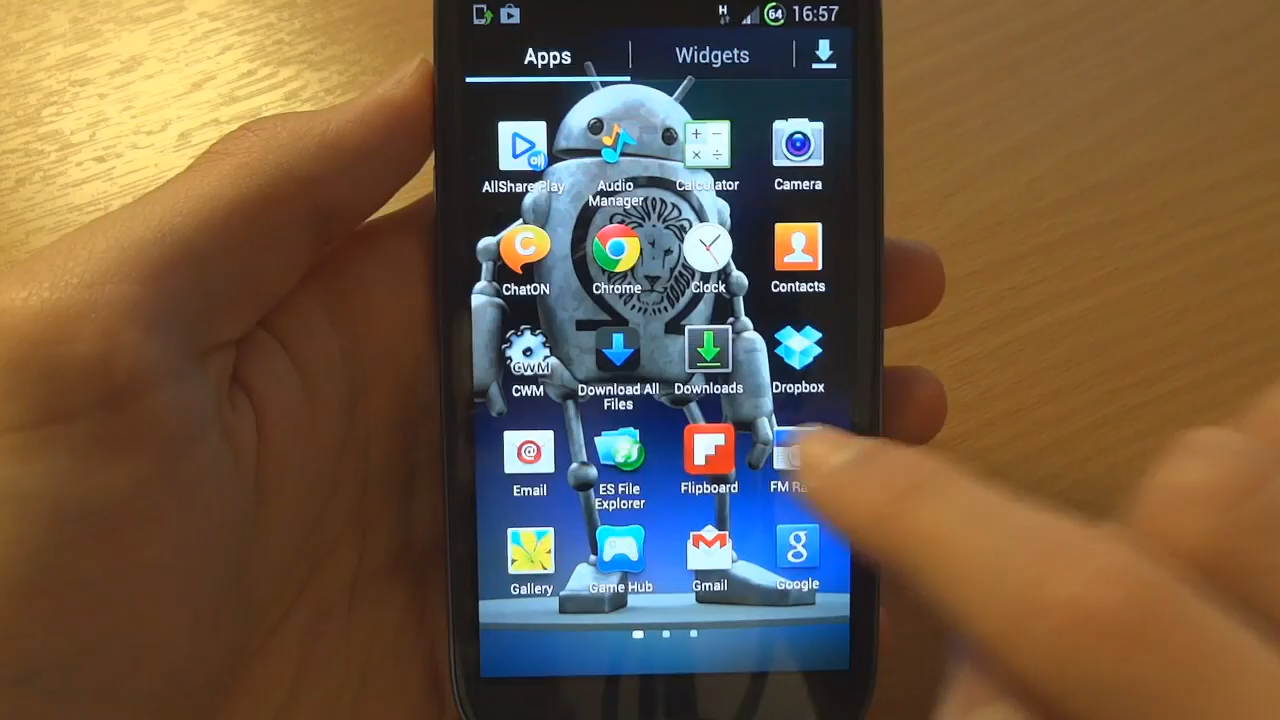 H 64 16:57
Apps Widgets
AllShare Play Audio Manager Calculator Camera
ChatON Chrome Clock Contacts
CWM
CWM Download All Files Downloads Dropbox
Email ES File Explorer Flipboard FM
Gallery Game Hub Gmail Google